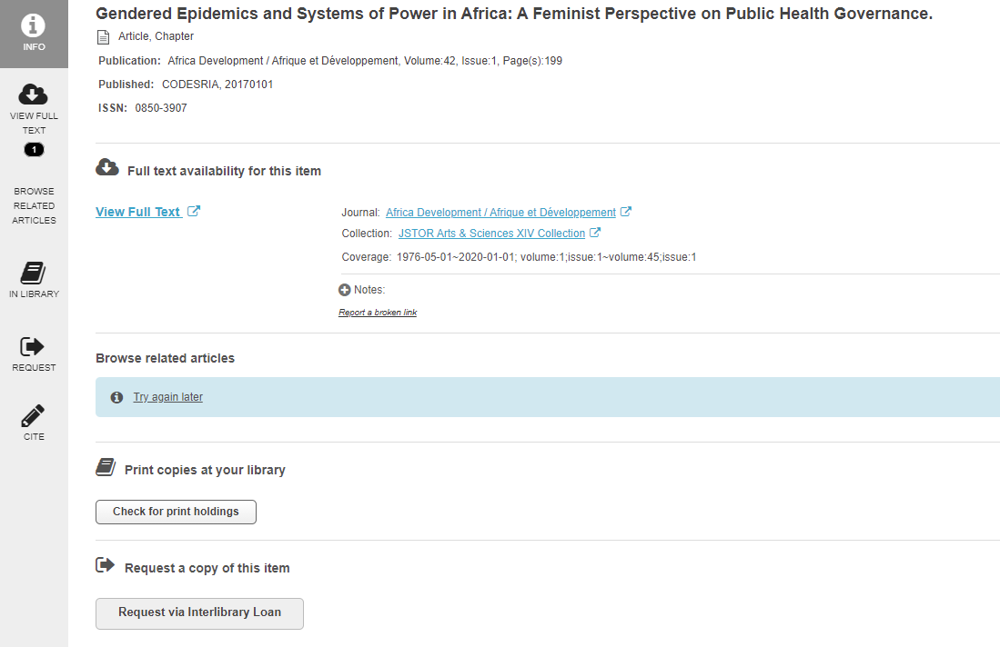 INFO
VIEW FULL
TEXT
1
BROWSE
RELATED
ARTICLES
IN LIBRARY
REQUEST
CITE
Gendered Epidemics and Systems of Power in Africa: A Feminist Perspective on Public Health Governance.
Article, Chapter
Publication: Africa Development / Afrique et Développement, Volume:42, Issue:1, Page(s):199
Published: CODESRIA, 20170101
ISSN: 0850-3907
Full text availability for this item
View Full Text
Journal: Africa Development / Afrique et Développement
Collection: JSTOR Arts & Sciences XIV Collection
Coverage: 1976-05-01~2020-01-01; volume:1;issue:1~volume:45;issue:1
Notes:
Report a broken link
Browse related articles
Try again later
Print copies at your library
Check for print holdings
Request a copy of this item
Request via Interlibrary Loan